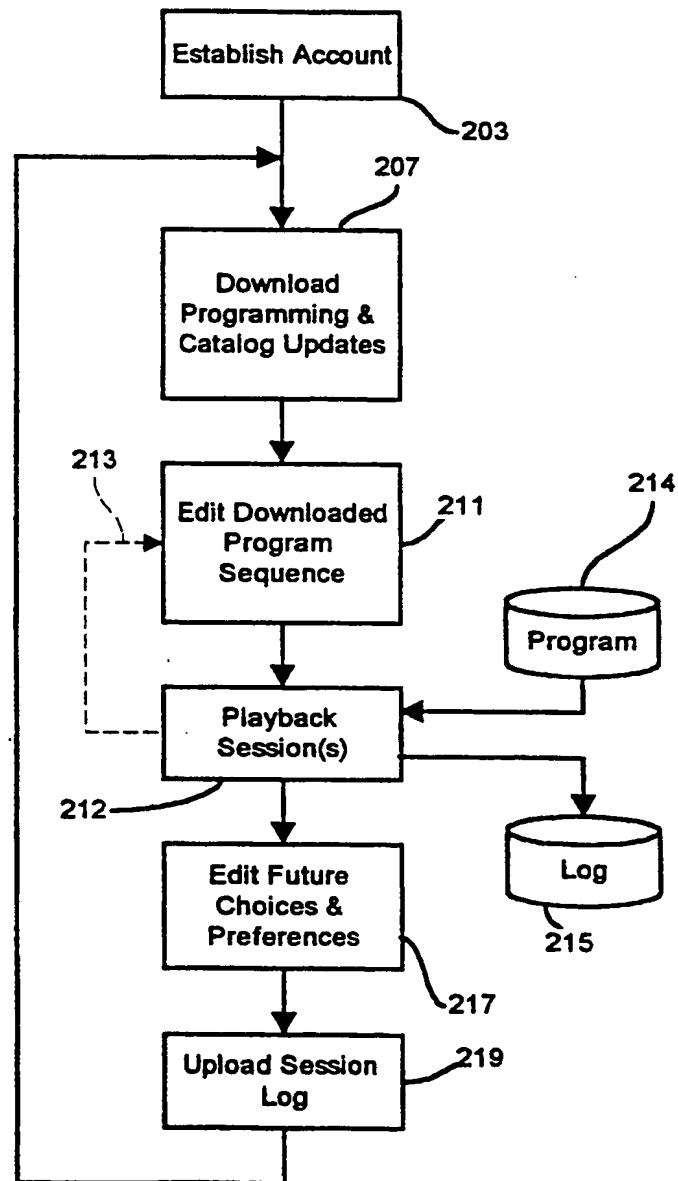 Establish Account
203
207
Download
Programming &
Catalog Updates
213
Edit Downloaded
Program
Sequence
211
214
Program
Playback
Session(s)
212
Log
215
Edit Future
Choices &
Preferences
217
Upload Session
Log
219